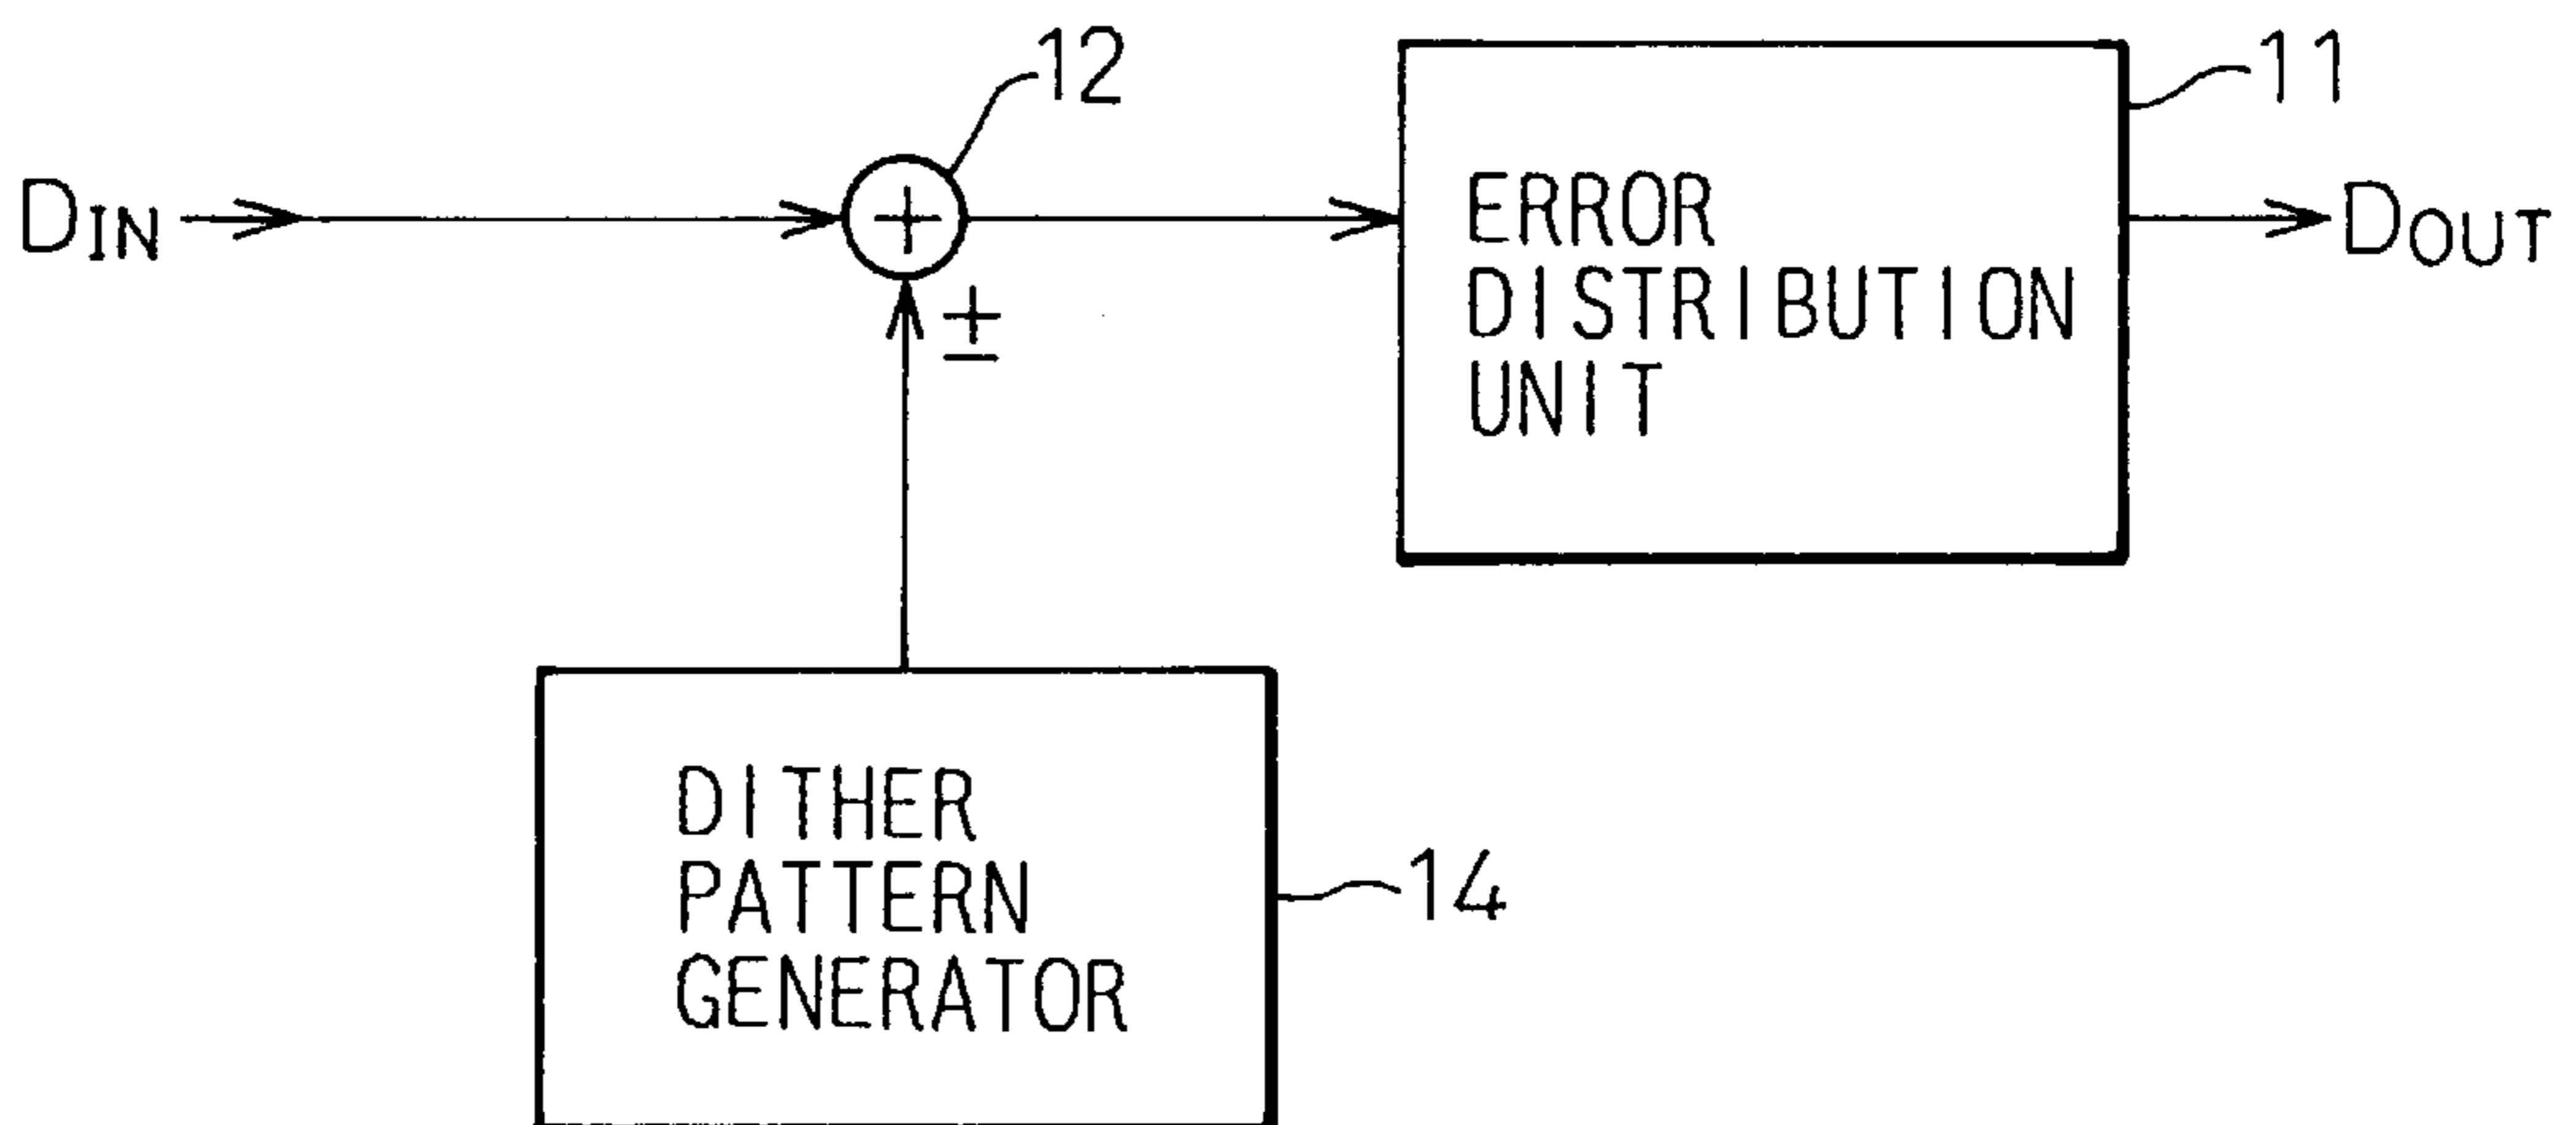 12
11
DIN
+
DOUT
±
ERROR
DISTRIBUTION
UNIT
DITHER
PATTERN
GENERATOR
14